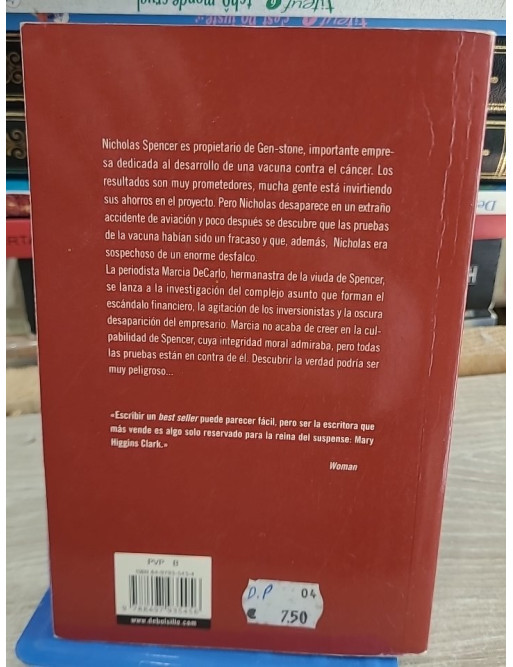 titeuf tchô monde cruel
titeuf c'est pô juste
Nicholas Spencer es propietario de Gen-stone, importante empre-
sa dedicada al desarrollo de una vacuna contra el cáncer. Los
resultados son muy prometedores, mucha gente está invirtiendo
sus ahorros en el proyecto. Pero Nicholas desaparece en un extraño
accidente de aviación y poco después se descubre que las pruebas
de la vacuna habían sido un fracaso y que, además, Nicholas era
sospechoso de un enorme desfalco.
La periodista Marcia DeCarlo, hermanastra de la viuda de Spencer,
se lanza a la investigación del complejo asunto que forman el
escándalo financiero, la agitación de los inversionistas y la oscura
desaparición del empresario. Marcia no acaba de creer en la cul-
pabilidad de Spencer, cuya integridad moral admiraba, pero todas
las pruebas están en contra de él. Descubrir la verdad podría ser
muy peligroso...
«Escribir un best seller puede parecer fácil, pero ser la escritora que
más vende es algo solo reservado para la reina del suspense: Mary
Higgins Clark.»
Woman
PVP B
www.debolsillo.com
D.P 04
€ 7.50